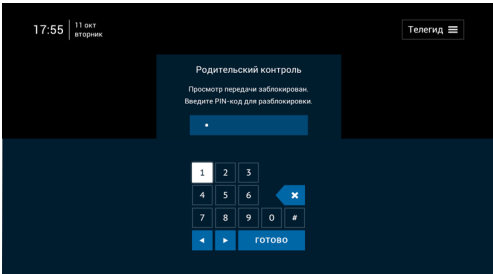 17:55
11 окт
вторник
Телегид
Родительский контроль
Просмотр передачи заблокирован.
Введите PIN-код для разблокировки.
1 2 3
4 5 6
7 8 9 0 #
ГОТОВО